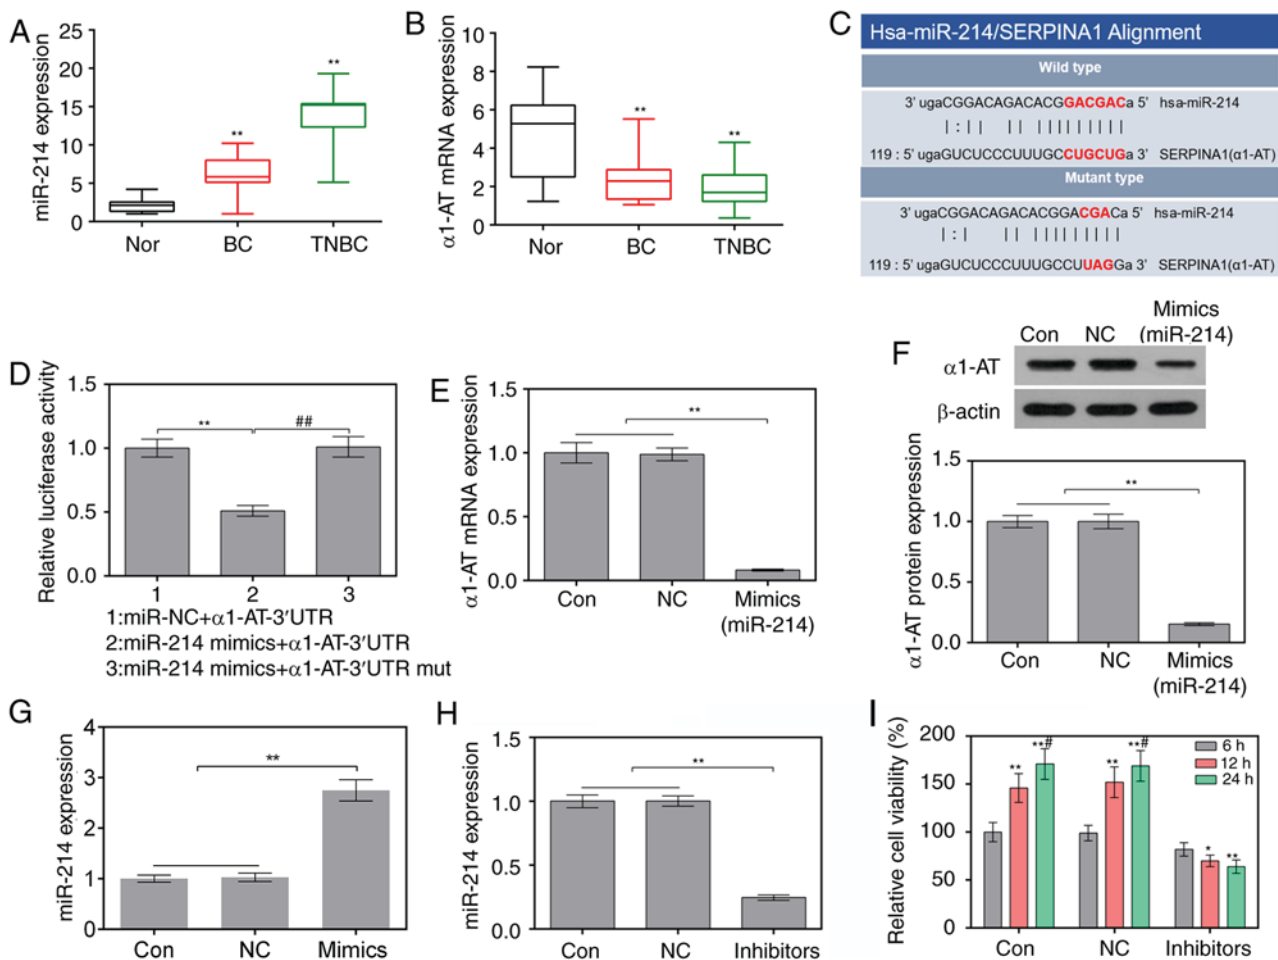 A
miR-214 expression
25
20
15
10
5
0
**
**
Nor
BC
TNBC
B
α1-AT mRNA expression
10
8
6
4
2
0
**
**
Nor
BC
TNBC
C
Hsa-miR-214/SERPINA1 Alignment
Wild type
3' ugaCGGACAGACACGGACGACa 5' hsa-miR-214
|:|| || |||||||||
119 : 5' ugaGUCUCCCUUUGCCUGCUGa 3' SERPINA1(α1-AT)
Mutant type
3' ugaCGGACAGACACGGACGACa 5' hsa-miR-214
|:| || |||||||||
119 : 5' ugaGUCUCCCUUUGCCUUAGGa 3' SERPINA1(α1-AT)
D
Relative luciferase activity
1.5
1.0
0.5
0.0
**
##
1
2
3
1:miR-NC+α1-AT-3′UTR
2:miR-214 mimics+α1-AT-3′UTR
3:miR-214 mimics+α1-AT-3′UTR mut
E
α1-AT mRNA expression
1.5
1.0
0.5
0.0
**
Con
NC
Mimics
(miR-214)
F
Con
NC
Mimics
(miR-214)
α1-AT
β-actin
α1-AT protein expression
1.5
1.0
0.5
0.0
**
Con
NC
Mimics
(miR-214)
G
miR-214 expression
4
3
2
1
0
**
Con
NC
Mimics
H
miR-214 expression
1.5
1.0
0.5
0.0
**
Con
NC
Inhibitors
I
Relative cell viability (%)
200
150
100
50
0
**
**#
**
**#
*
**
6 h
12 h
24 h
Con
NC
Inhibitors